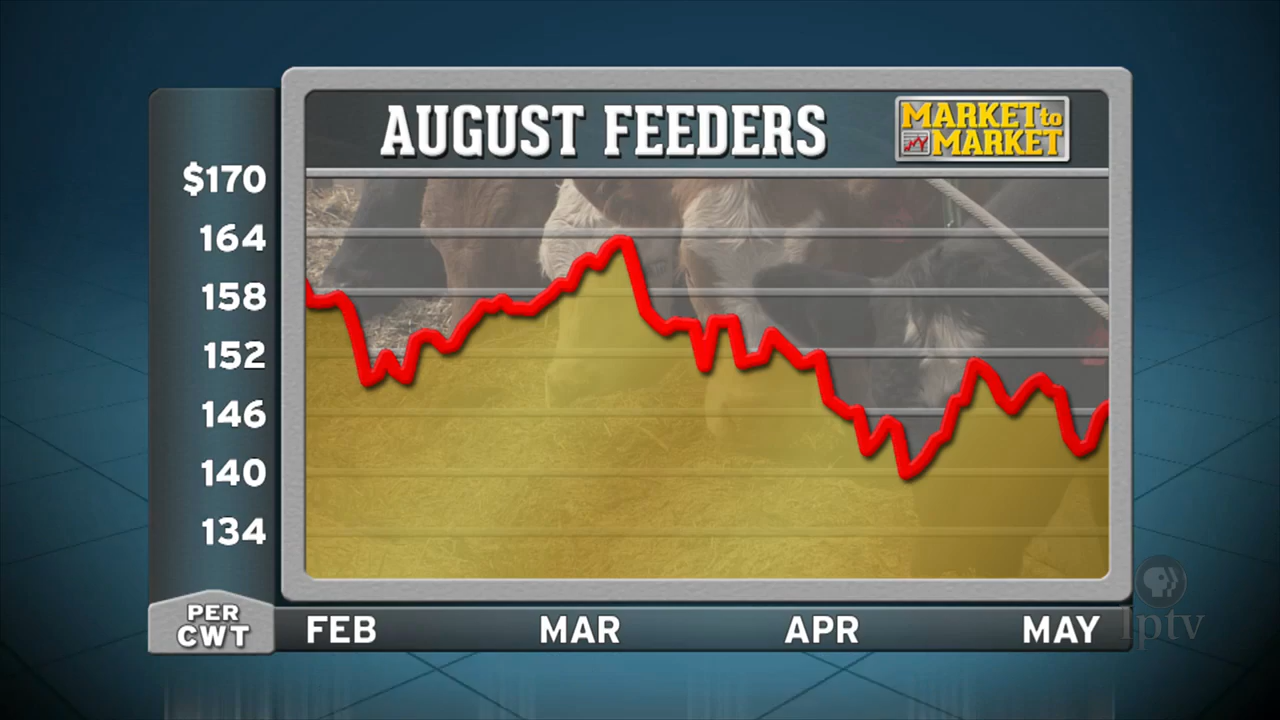 AUGUST FEEDERS
MARKET to
MARKET
$170
164
158
152
146
140
134
PER
CWT
FEB MAR APR MAY
iptv